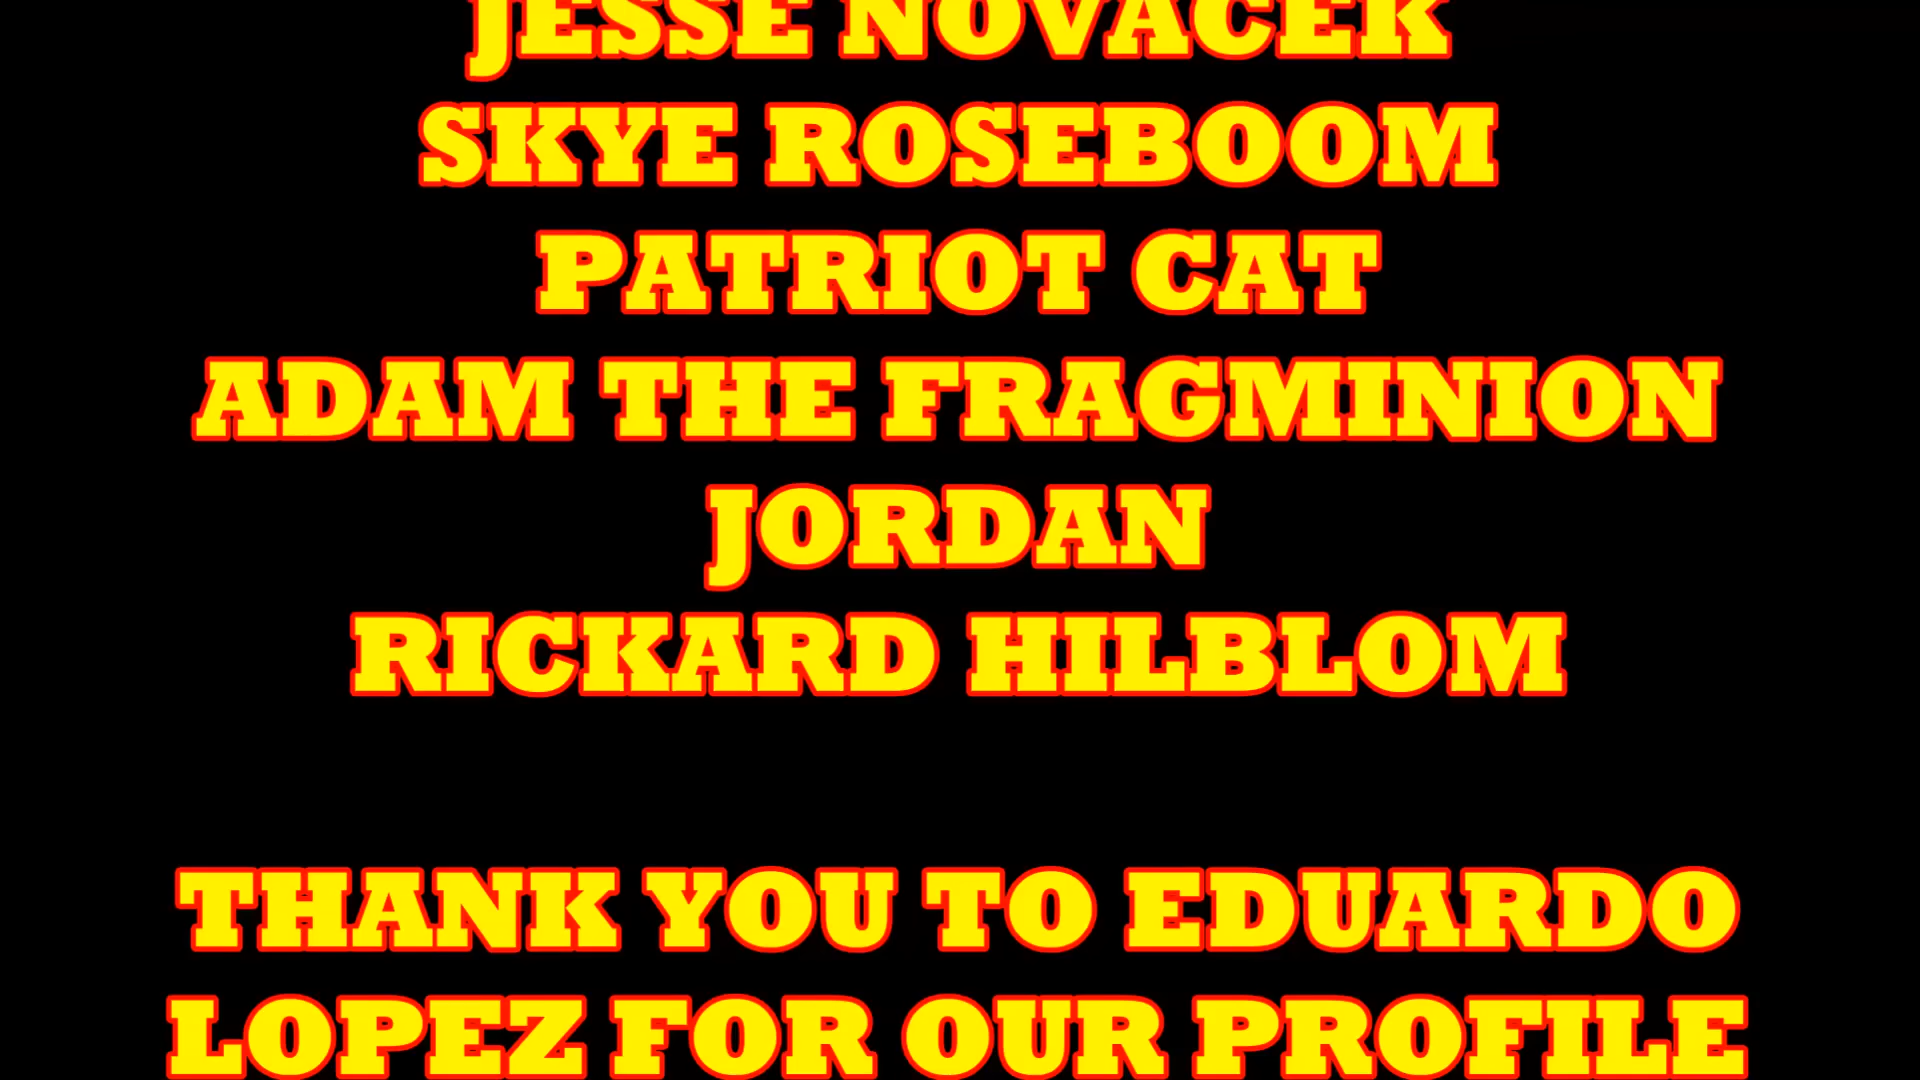 JESSE NOVACEK
SKYE ROSEBOOM
PATRIOT CAT
ADAM THE FRAGMINION
JORDAN
RICKARD HILBLOM
THANK YOU TO EDUARDO
LOPEZ FOR OUR PROFILE